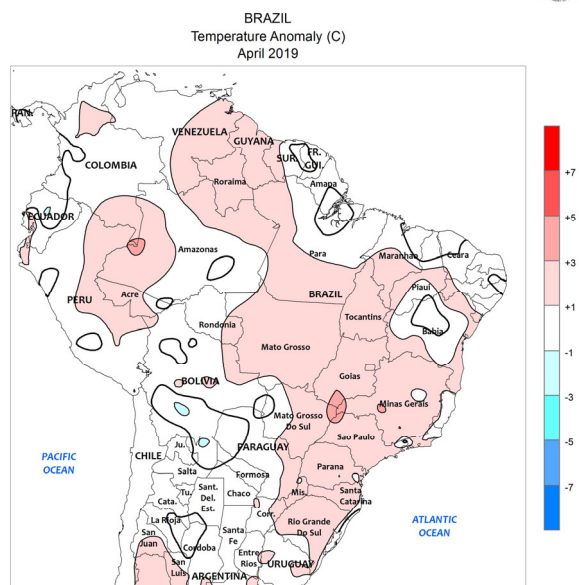 BRAZIL
Temperature Anomaly (C)
April 2019
PAN.
VENEZUELA
GUYANA
SUR.
FR.
GUI.
COLOMBIA
Roraima
Amapa
ECUADOR
Amazonas
Para
Maranhao
Ceara
PERU
Acre
BRAZIL
Piaui
Tocantins
Bahia
Rondonia
Mato Grosso
Goias
BOLIVIA
Minas Gerais
Mato Grosso
Do Sul
Sao Paulo
PACIFIC
OCEAN
CHILE
Ju.
PARAGUAY
Salta
Formosa
Parana
Tu.
Sant.
Del.
Est.
Chaco
Mis.
Santa
Catarina
Cata.
Corr.
La Rioja
Rio Grande
Do Sul
ATLANTIC
OCEAN
San
Juan
Santa
Fe
Cordoba
Entre
Rios
URUGUAY
San
Luis
ARGENTINA
+7
+5
+3
+1
-1
-3
-5
-7